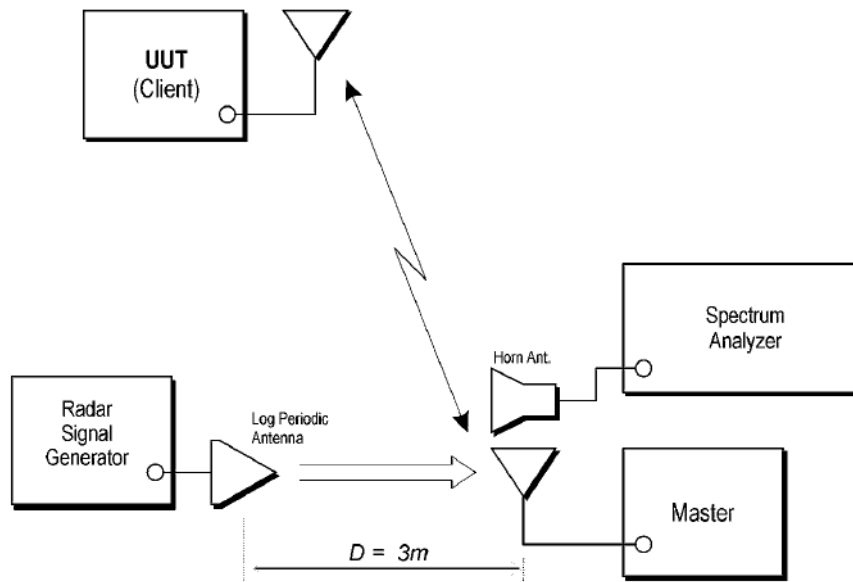 UUT
(Client)
Spectrum
Analyzer
Horn Ant.
Radar
Signal
Generator
Log Periodic
Antenna
Master
D = 3m